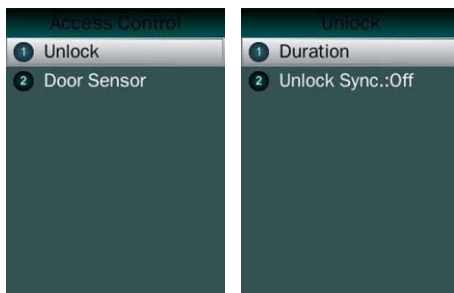 Access Control
1 Unlock
2 Door Sensor
Unlock
1 Duration
2 Unlock Sync.:Off